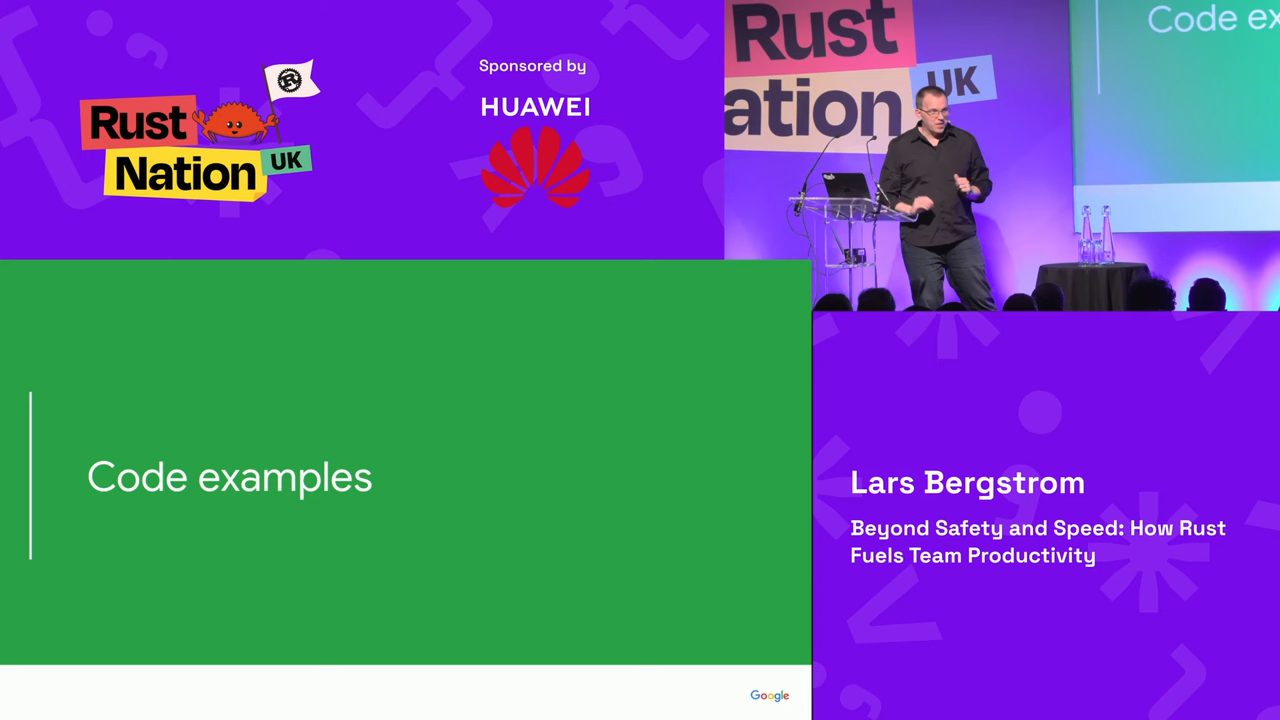 Rust
Nation
UK
Sponsored by
HUAWEI
Rust
ation
UK
Code ex
Code examples
Lars Bergstrom
Beyond Safety and Speed: How Rust
Fuels Team Productivity
Google